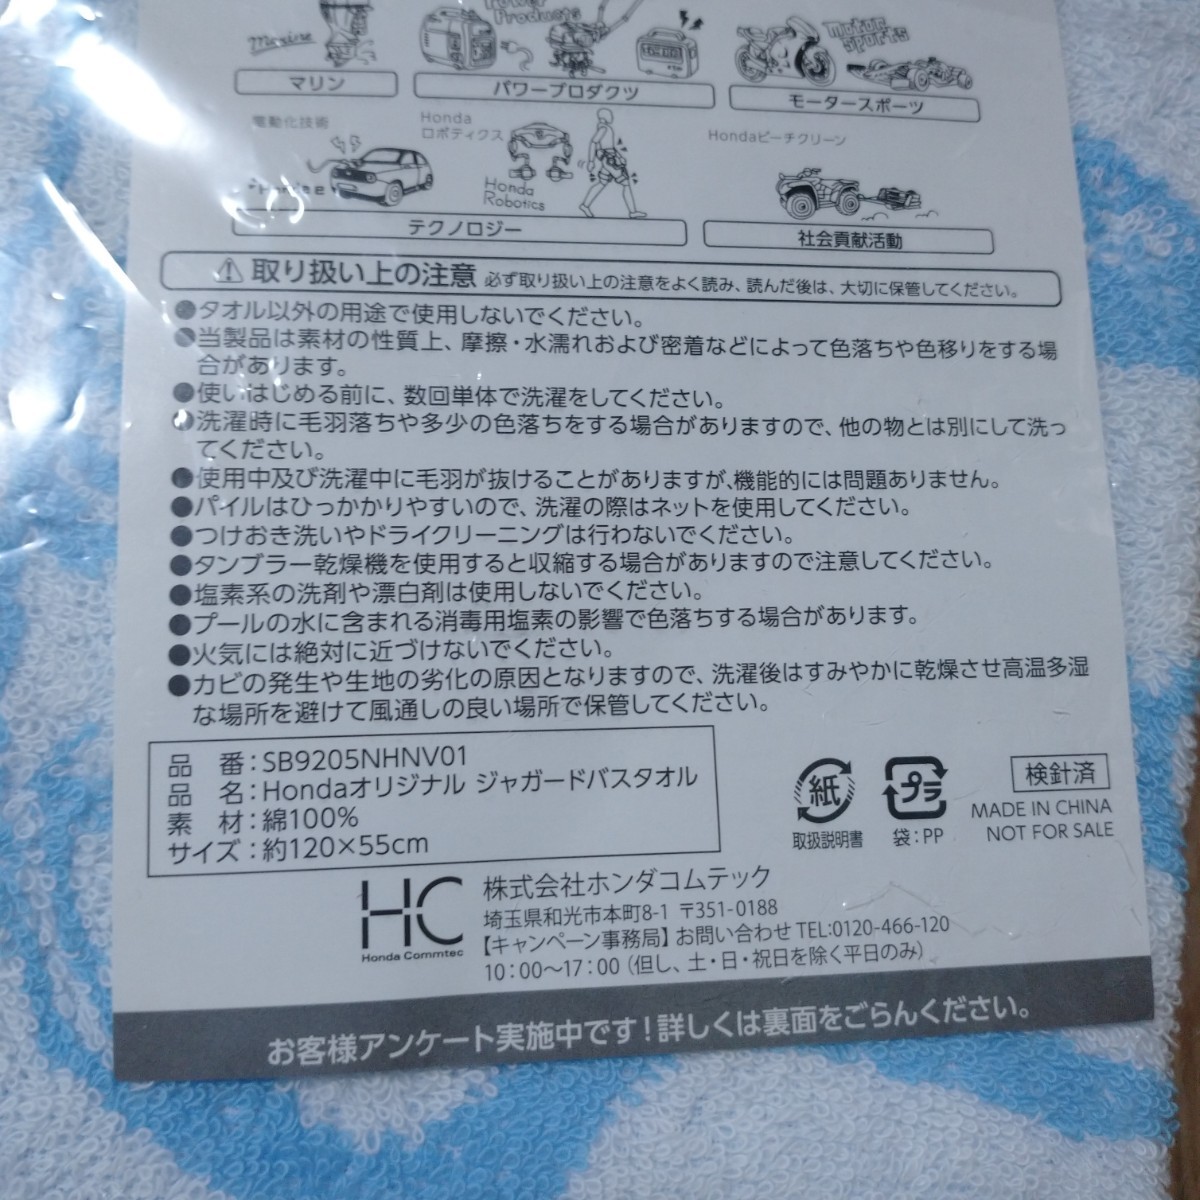 marine
Power
Products
motor
sports
マリン
パワープロダクツ
モータースポーツ
電動化技術
Honda
ロボティクス
Hondaビーチクリーン
Honda e
Honda
Robotics
テクノロジー
社会貢献活動
取り扱い上の注意 必ず取り扱い上の注意をよく読み、読んだ後は、大切に保管してください。
●タオル以外の用途で使用しないでください。
●当製品は素材の性質上、摩擦・水濡れおよび密着などによって色落ちや色移りをする場
合があります。
●使いはじめる前に、数回単体で洗濯をしてください。
●洗濯時に毛羽落ちや多少の色落ちをする場合がありますので、他の物とは別にして洗っ
てください。
●使用中及び洗濯中に毛羽が抜けることがありますが、機能的には問題ありません。
●パイルはひっかかりやすいので、洗濯の際はネットを使用してください。
●つけおき洗いやドライクリーニングは行わないでください。
●タンブラー乾燥機を使用すると収縮する場合がありますので注意してください。
●塩素系の洗剤や漂白剤は使用しないでください。
●プールの水に含まれる消毒用塩素の影響で色落ちする場合があります。
●火気には絶対に近づけないでください。
●カビの発生や生地の劣化の原因となりますので、洗濯後はすみやかに乾燥させ高温多湿
な場所を避けて風通しの良い場所で保管してください。
品 番：SB9205NHNV01
品 名：Hondaオリジナル ジャガードバスタオル
素 材：綿100%
サイズ：約120×55cm
紙
取扱説明書
プラ
袋：PP
検針済
MADE IN CHINA
NOT FOR SALE
HC
Honda Commtec
株式会社ホンダコムテック
埼玉県和光市本町8-1 〒351-0188
【キャンペーン事務局】お問い合わせ TEL:0120-466-120
10：00〜17：00（但し、土・日・祝日を除く平日のみ）
お客様アンケート実施中です！詳しくは裏面をごらんください。